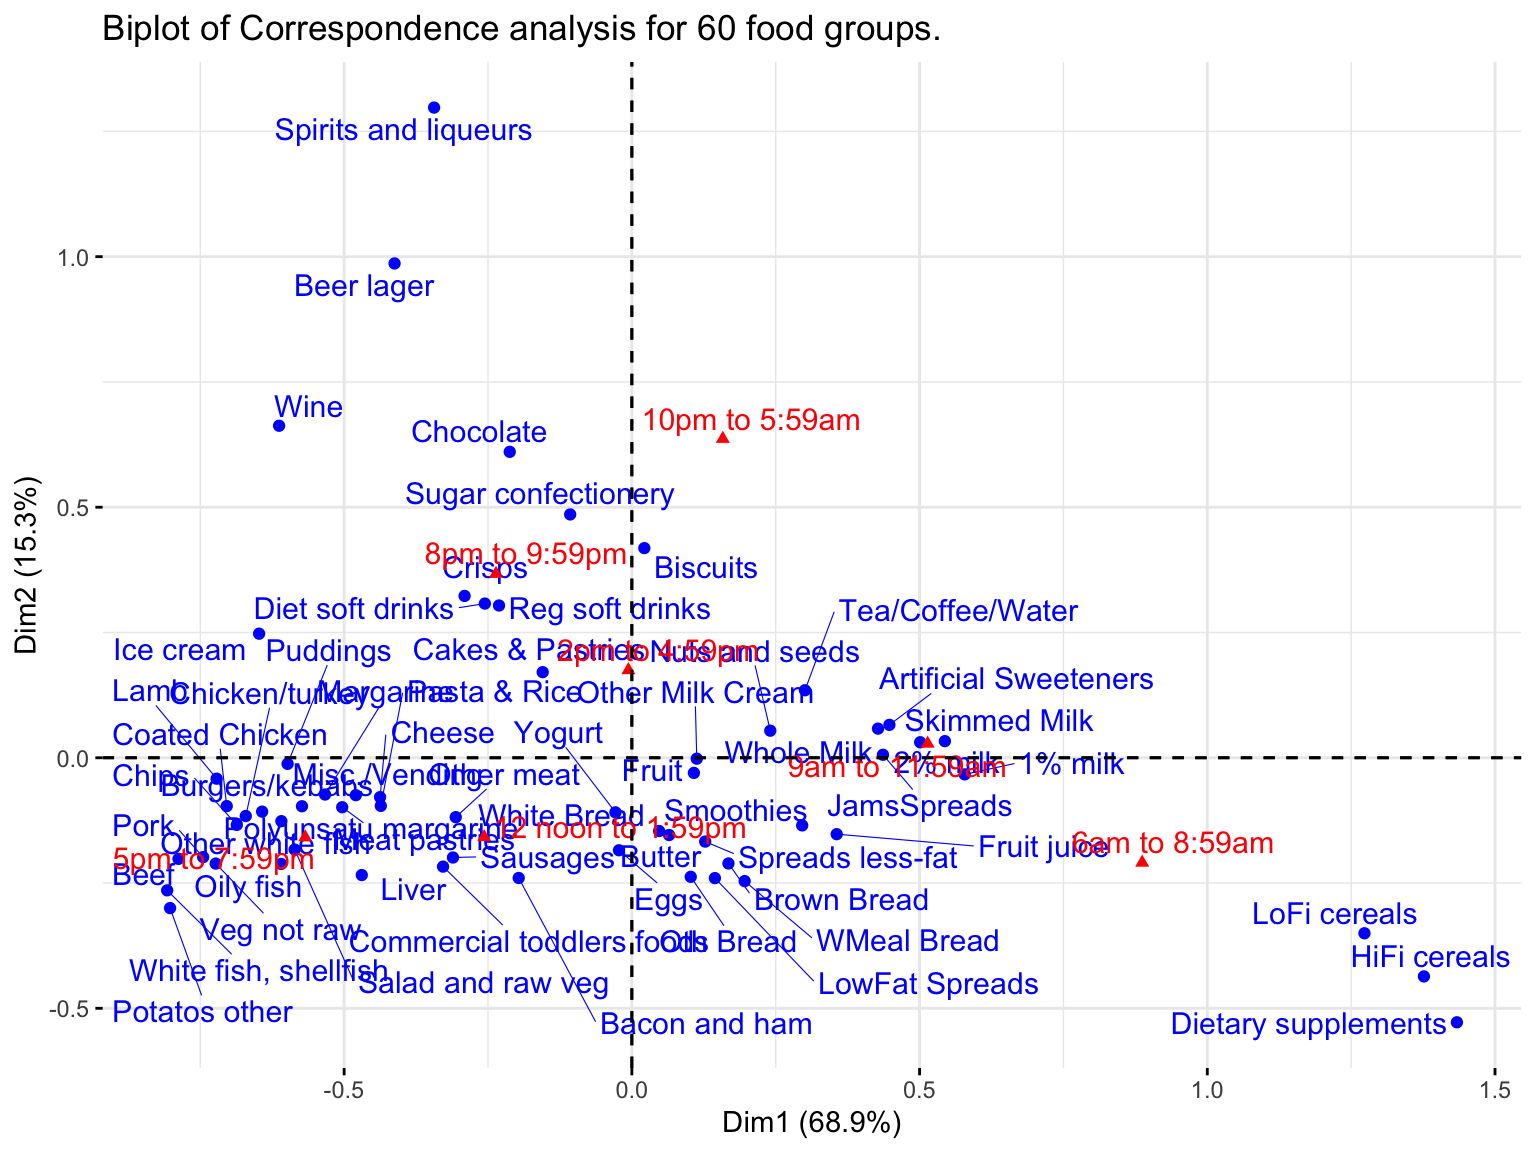 Biplot of Correspondence analysis for 60 food groups.
Spirits and liqueurs
Beer lager
Wine
10pm to 5:59am
Chocolate
Sugar confectionery
8pm to 9:59pm
Crisps
Biscuits
Diet soft drinks
Reg soft drinks
Tea/Coffee/Water
Ice cream
Puddings
Cakes & Pastries
2pm to 4:59pm
Nuts and seeds
Artificial Sweeteners
Lamb
Chicken/turkey
Margarine
Pasta & Rice
Other Milk Cream
Skimmed Milk
Coated Chicken
Cheese
Yogurt
Whole Milk
2% milk
1% milk
9am to 11:59am
Chips
Burgers/kebabs
Misc./Vending
Other meat
Fruit
JamsSpreads
White Bread
Smoothies
Pork
Polyunsatu margarine
12 noon to 1:59pm
Other white fish
Meat pastries
Fruit juice
6am to 8:59am
5pm to 7:59pm
Sausages
Butter
Spreads less-fat
Beef
Oily fish
Liver
Eggs
Brown Bread
LoFi cereals
Veg not raw
Commercial toddlers foods
Oth Bread
WMeal Bread
HiFi cereals
White fish, shellfish
Salad and raw veg
LowFat Spreads
Potatos other
Bacon and ham
Dietary supplements
1.0
0.5
0.0
-0.5
Dim2 (15.3%)
-0.5
0.0
0.5
1.0
1.5
Dim1 (68.9%)